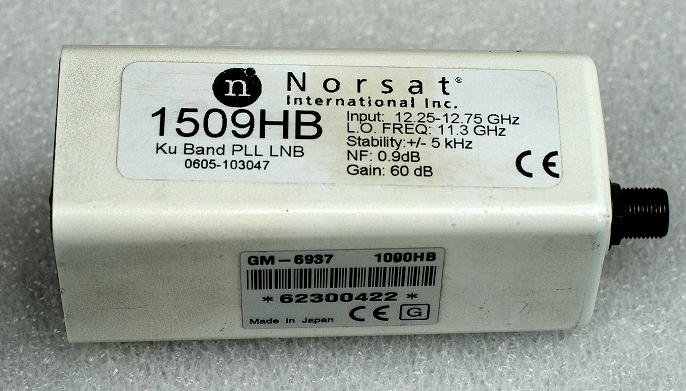 n Norsat®
International Inc.
1509HB
Ku Band PLL LNB
0605-103047
Input: 12.25-12.75 GHz
L.O. FREQ: 11.3 GHz
Stability:+/- 5 kHz
NF: 0.9dB
Gain: 60 dB
CE
GM-6937 1000HB
*62300422*
Made in Japan CE G